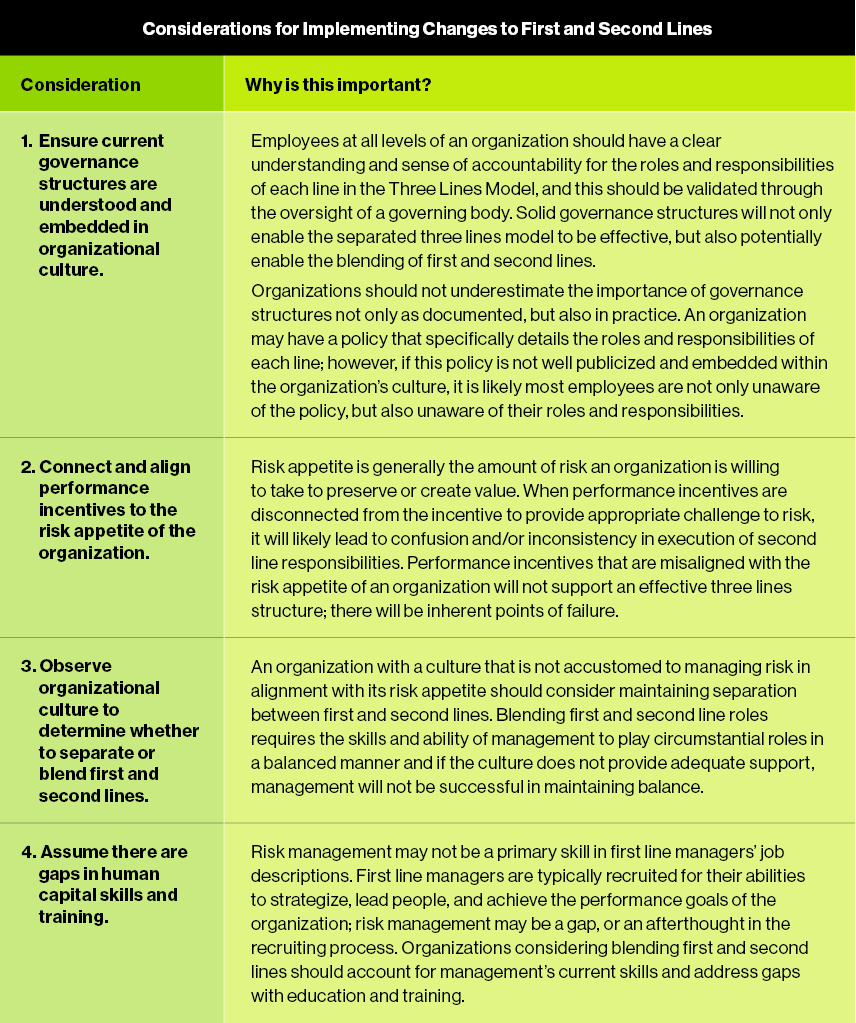 Considerations for Implementing Changes to First and Second Lines
Consideration
Why is this important?
1. Ensure current
governance
structures are
understood and
embedded in
organizational
culture.
Employees at all levels of an organization should have a clear
understanding and sense of accountability for the roles and responsibilities
of each line in the Three Lines Model, and this should be validated through
the oversight of a governing body. Solid governance structures will not only
enable the separated three lines model to be effective, but also potentially
enable the blending of first and second lines.
Organizations should not underestimate the importance of governance
structures not only as documented, but also in practice. An organization
may have a policy that specifically details the roles and responsibilities of
each line; however, if this policy is not well publicized and embedded within
the organization’s culture, it is likely most employees are not only unaware
of the policy, but also unaware of their roles and responsibilities.
2. Connect and align
performance
incentives to the
risk appetite of the
organization.
Risk appetite is generally the amount of risk an organization is willing
to take to preserve or create value. When performance incentives are
disconnected from the incentive to provide appropriate challenge to risk,
it will likely lead to confusion and/or inconsistency in execution of second
line responsibilities. Performance incentives that are misaligned with the
risk appetite of an organization will not support an effective three lines
structure; there will be inherent points of failure.
3. Observe
organizational
culture to
determine whether
to separate or
blend first and
second lines.
An organization with a culture that is not accustomed to managing risk in
alignment with its risk appetite should consider maintaining separation
between first and second lines. Blending first and second line roles
requires the skills and ability of management to play circumstantial roles in
a balanced manner and if the culture does not provide adequate support,
management will not be successful in maintaining balance.
4. Assume there are
gaps in human
capital skills and
training.
Risk management may not be a primary skill in first line managers’ job
descriptions. First line managers are typically recruited for their abilities
to strategize, lead people, and achieve the performance goals of the
organization; risk management may be a gap, or an afterthought in the
recruiting process. Organizations considering blending first and second
lines should account for management’s current skills and address gaps
with education and training.